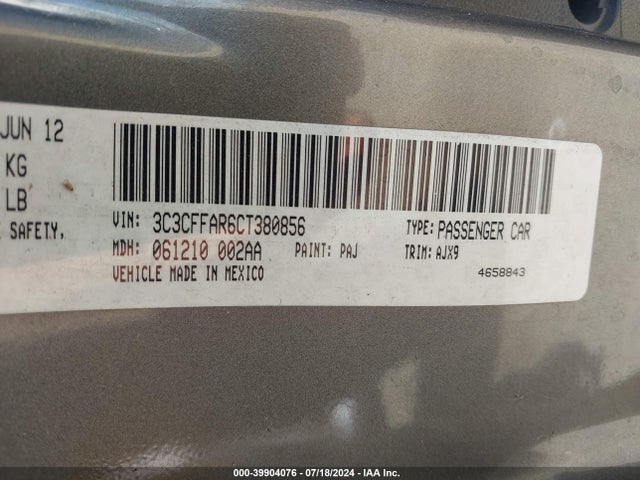 JUN 12
KG
LB
SAFETY,
VIN: 3C3CFFAR6CT380856 TYPE: PASSENGER CAR
MDH: 061210 002AA PAINT: PAJ TRIM: AJX9
VEHICLE MADE IN MEXICO
4658843
000-39904076 - 07/18/2024 - IAA Inc.